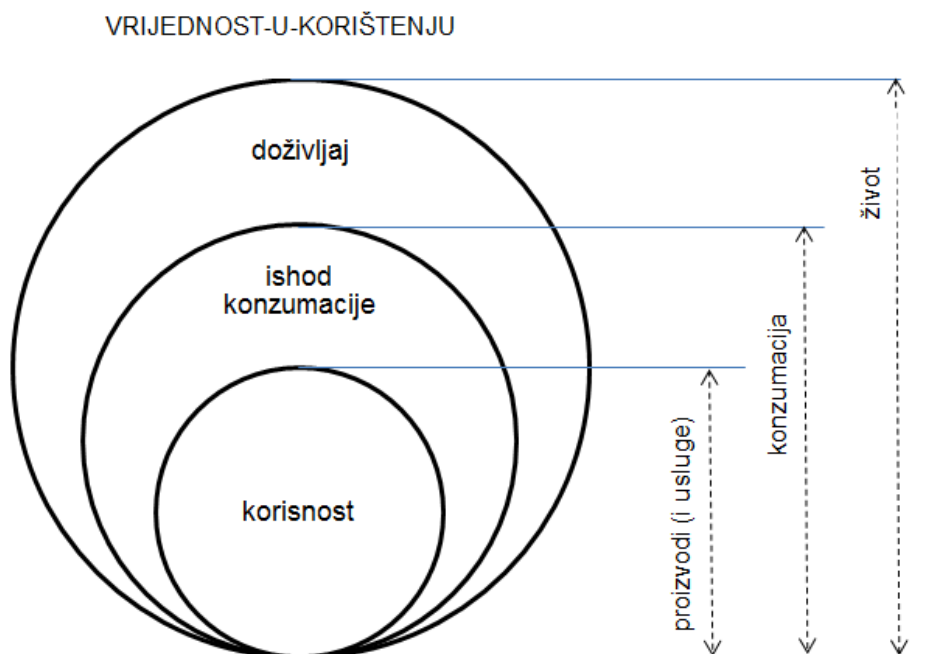 VRIJEDNOST-U-KORIŠTENJU
doživljaj
ishod
konzumacije
korisnost
proizvodi (i usluge)
konzumacija
život